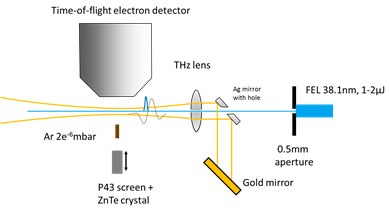 Time-of-flight electron detector
THz lens
Ag mirror
with hole
FEL 38.1nm, 1-2μJ
Ar 2e⁻⁶mbar
0.5mm
aperture
P43 screen +
ZnTe crystal
Gold mirror